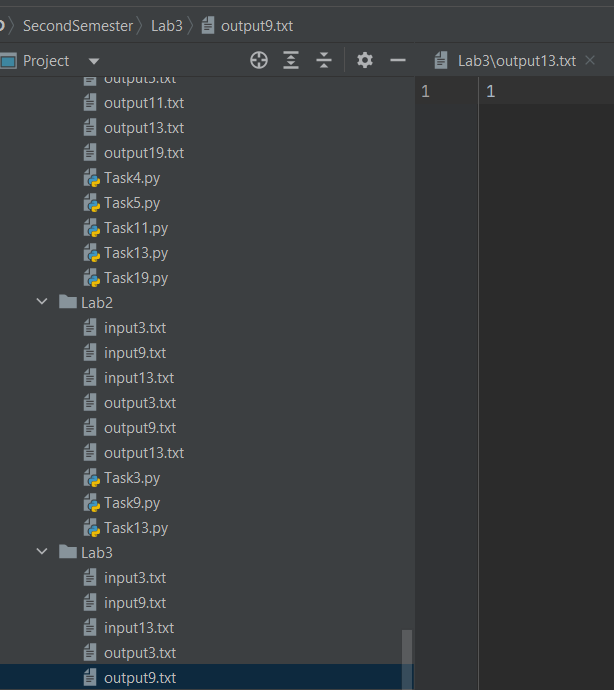 SecondSemester Lab3 output9.txt
Project
Lab3\output13.txt
output5.txt
output11.txt
output13.txt
output19.txt
Task4.py
Task5.py
Task11.py
Task13.py
Task19.py
Lab2
input3.txt
input9.txt
input13.txt
output3.txt
output9.txt
output13.txt
Task3.py
Task9.py
Task13.py
Lab3
input3.txt
input9.txt
input13.txt
output3.txt
output9.txt
1 1